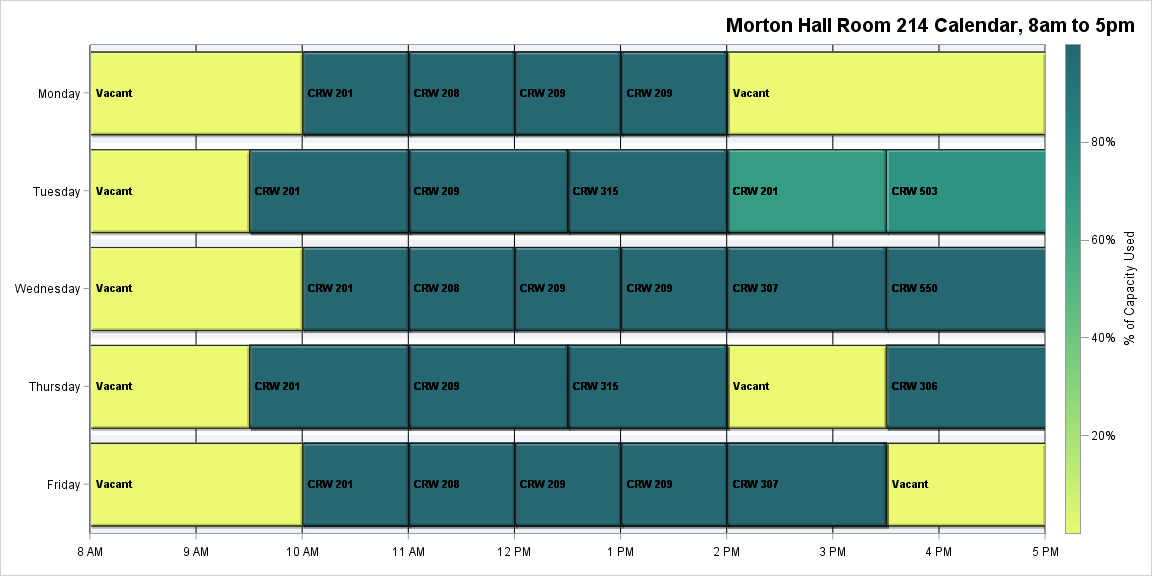 Morton Hall Room 214 Calendar, 8am to 5pm
Monday
Vacant
CRW 201
CRW 208
CRW 209
CRW 209
Vacant
Tuesday
Vacant
CRW 201
CRW 209
CRW 315
CRW 201
CRW 503
Wednesday
Vacant
CRW 201
CRW 208
CRW 209
CRW 209
CRW 307
CRW 550
Thursday
Vacant
CRW 201
CRW 209
CRW 315
Vacant
CRW 306
Friday
Vacant
CRW 201
CRW 208
CRW 209
CRW 209
CRW 307
Vacant
8 AM
9 AM
10 AM
11 AM
12 PM
1 PM
2 PM
3 PM
4 PM
5 PM
80%
60%
40%
20%
% of Capacity Used